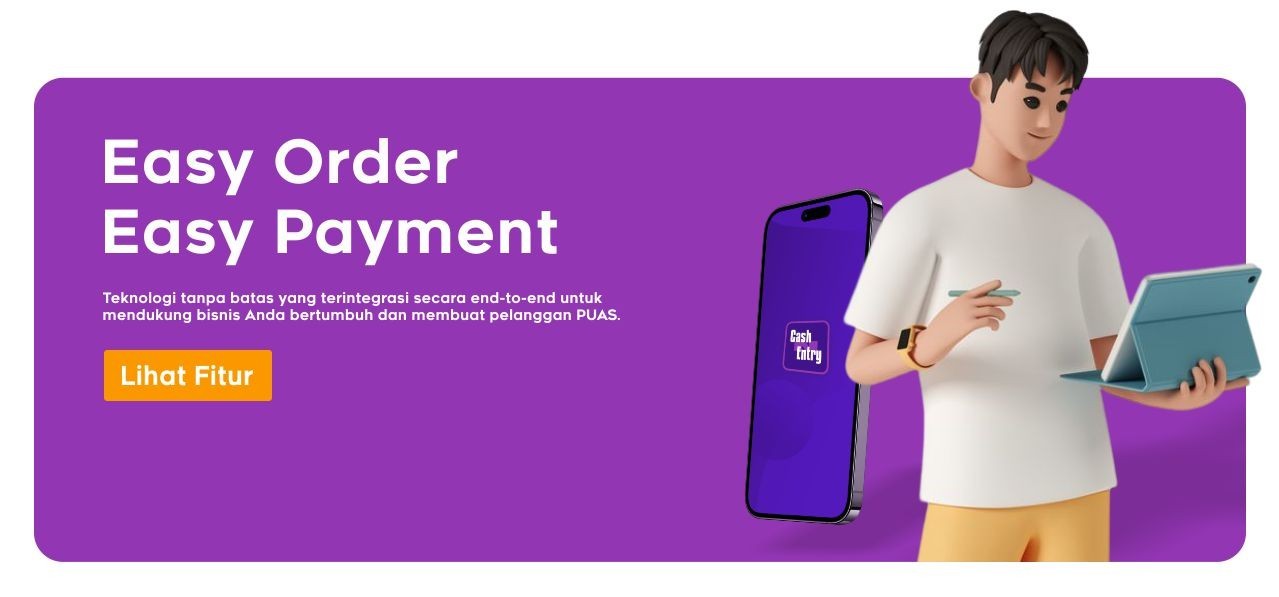 Easy Order
Easy Payment
Teknologi tanpa batas yang terintegrasi secara end-to-end untuk
mendukung bisnis Anda bertumbuh dan membuat pelanggan PUAS.
Lihat Fitur
Cash
Entry